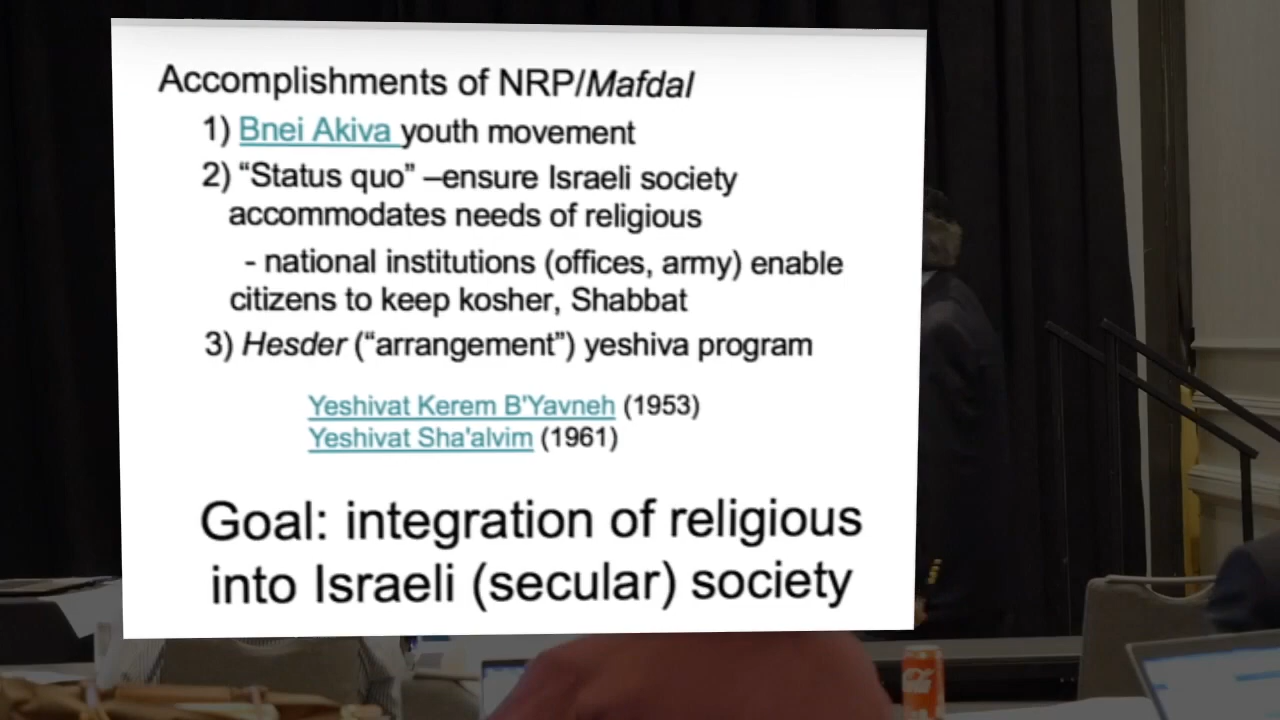 Accomplishments of NRP/Mafdal
1) Bnei Akiva youth movement
2) “Status quo” –ensure Israeli society
accommodates needs of religious
- national institutions (offices, army) enable
citizens to keep kosher, Shabbat
3) Hesder (“arrangement”) yeshiva program
Yeshivat Kerem B'Yavneh (1953)
Yeshivat Sha'alvim (1961)
Goal: integration of religious
into Israeli (secular) society